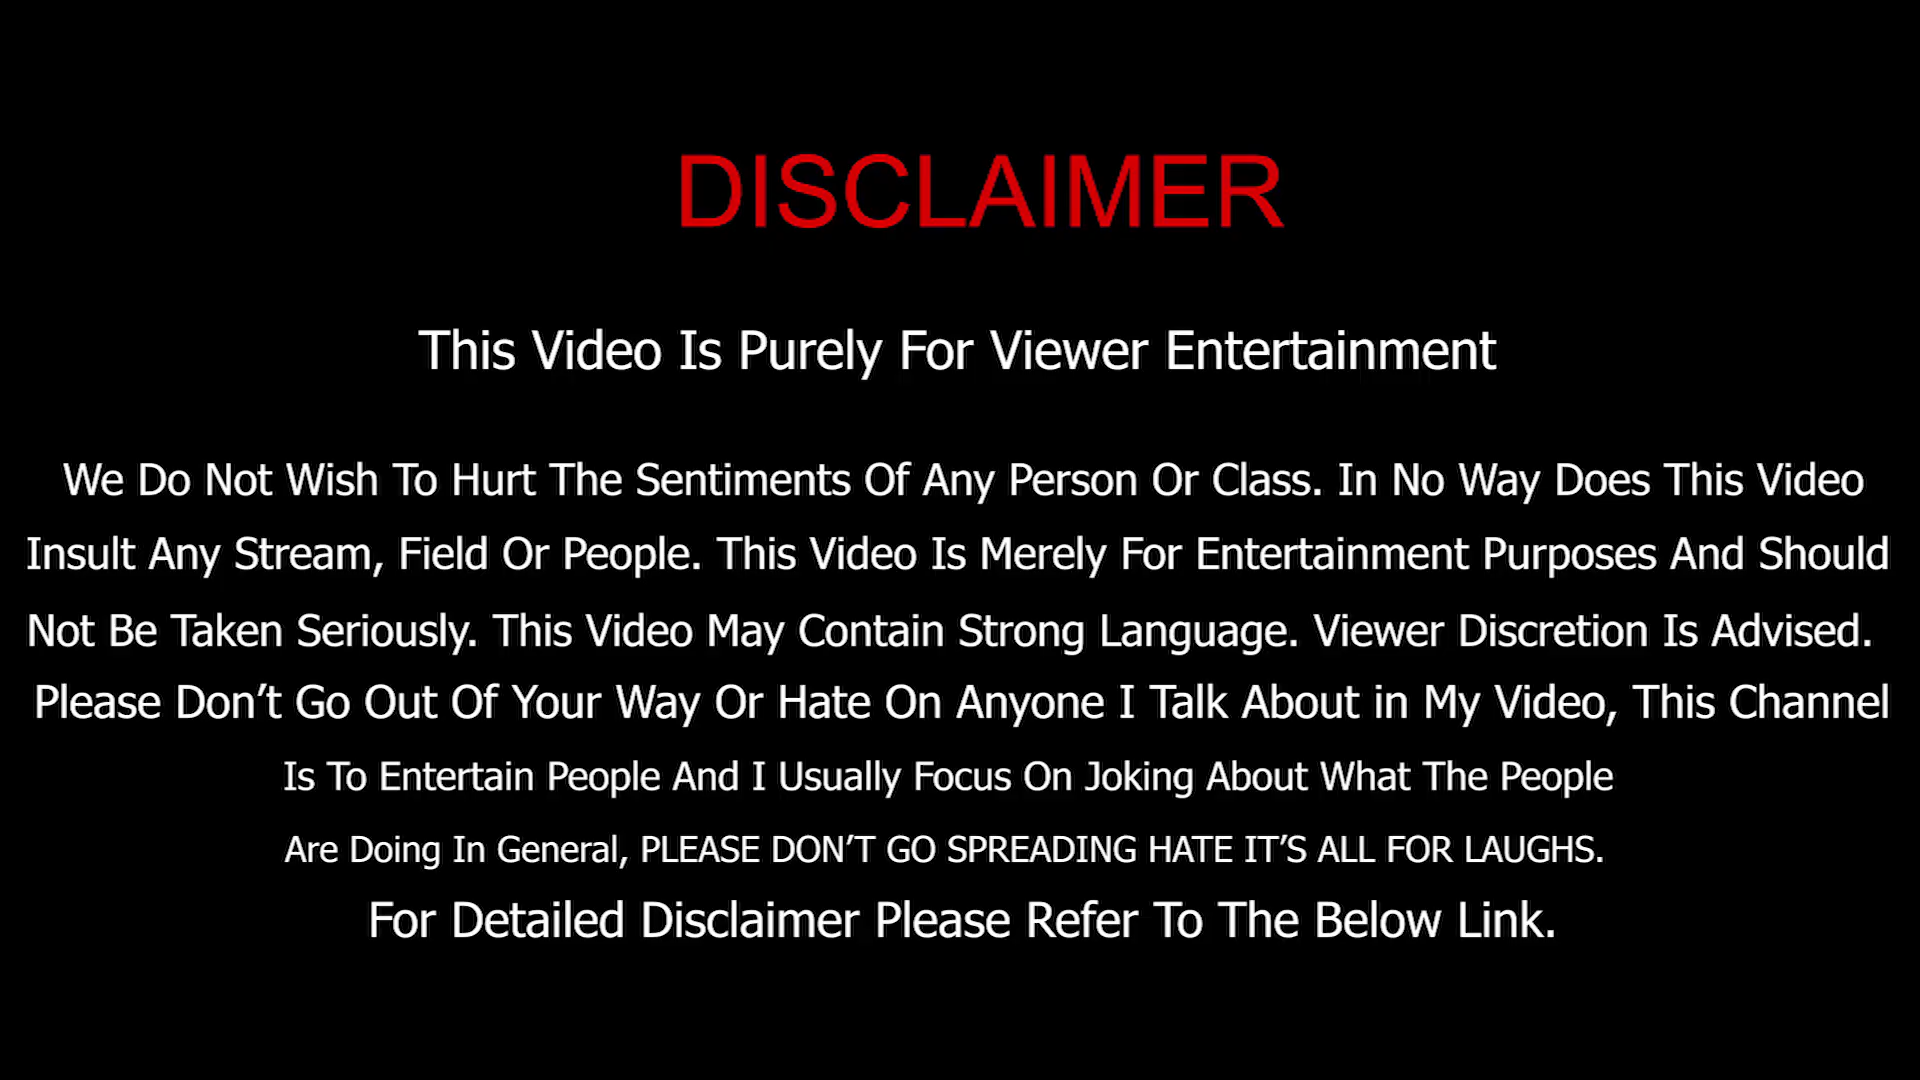 DISCLAIMER
This Video Is Purely For Viewer Entertainment
We Do Not Wish To Hurt The Sentiments Of Any Person Or Class. In No Way Does This Video
Insult Any Stream, Field Or People. This Video Is Merely For Entertainment Purposes And Should
Not Be Taken Seriously. This Video May Contain Strong Language. Viewer Discretion Is Advised.
Please Don’t Go Out Of Your Way Or Hate On Anyone I Talk About in My Video, This Channel
Is To Entertain People And I Usually Focus On Joking About What The People
Are Doing In General, PLEASE DON’T GO SPREADING HATE IT’S ALL FOR LAUGHS.
For Detailed Disclaimer Please Refer To The Below Link.